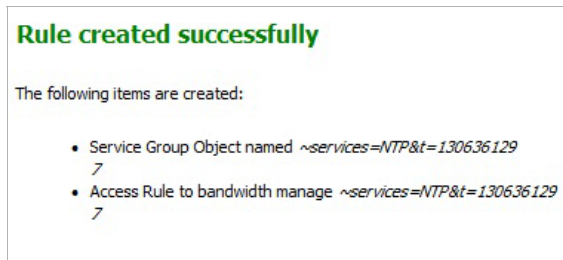 Rule created successfully
The following items are created:
• Service Group Object named ~services=NTP&t=130636129
7
• Access Rule to bandwidth manage ~services=NTP&t=130636129
7